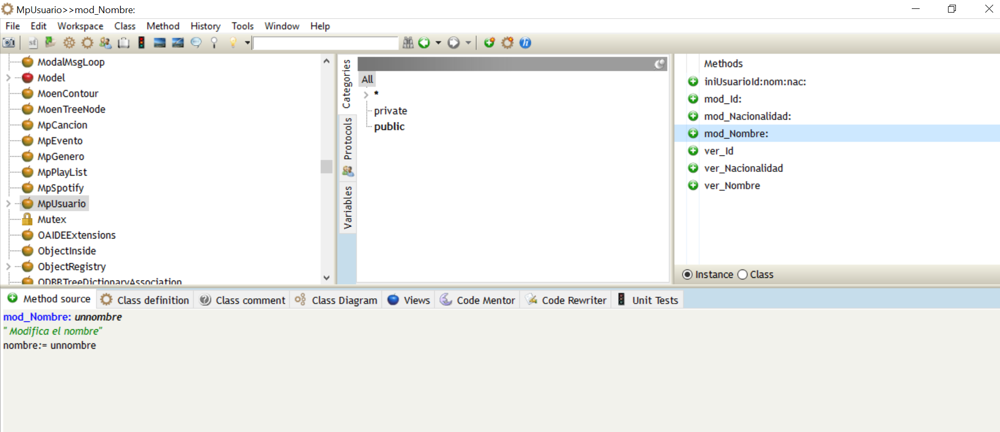 MpUsuario>>mod_Nombre:
File Edit Workspace Class Method History Tools Window Help
ModalMsgLoop
Model
MoenContour
MoenTreeNode
MpCancion
MpEvento
MpGenero
MpPlayList
MpSpotify
MpUsuario
Mutex
OAIDEExtensions
ObjectInside
ObjectRegistry
ODBBTreeDictionaryAssociation
Categories
Protocols
Variables
All
*
private
public
Methods
iniUsuarioId:nom:nac:
mod_Id:
mod_Nacionalidad:
mod_Nombre:
ver_Id
ver_Nacionalidad
ver_Nombre
Instance Class
Method source Class definition Class comment Class Diagram Views Code Mentor Code Rewriter Unit Tests
mod_Nombre: unnombre
" Modifica el nombre"
nombre:= unnombre